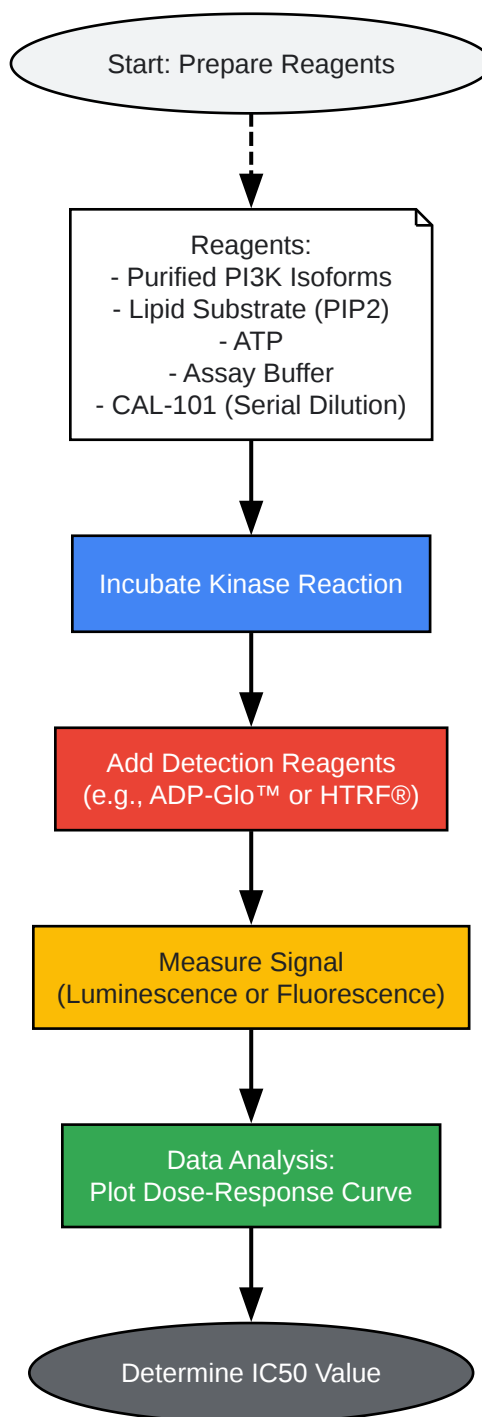 Start: Prepare Reagents
Reagents:
- Purified PI3K Isoforms
- Lipid Substrate (PIP2)
- ATP
- Assay Buffer
- CAL-101 (Serial Dilution)
Incubate Kinase Reaction
Add Detection Reagents
(e.g., ADP-Glo™ or HTRF®)
Measure Signal
(Luminescence or Fluorescence)
Data Analysis:
Plot Dose-Response Curve
Determine IC50 Value